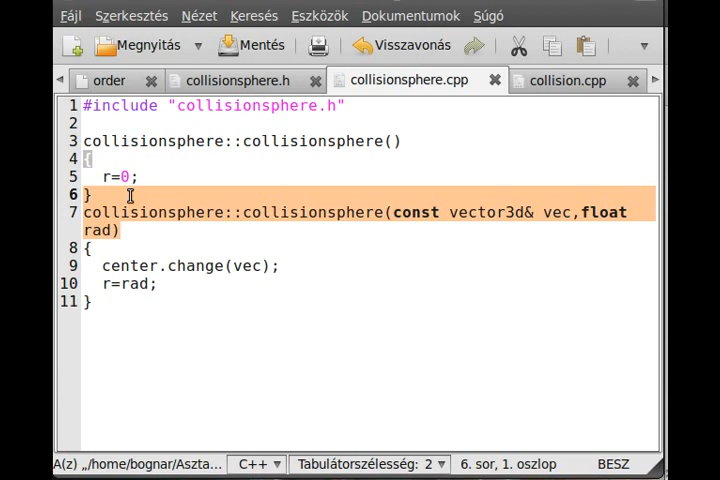 Fájl Szerkesztés Nézet Keresés Eszközök Dokumentumok Súgó
Megnyitás Mentés Visszavonás
order collisionsphere.h collisionsphere.cpp collision.cpp
1 #include "collisionsphere.h"
2
3 collisionsphere::collisionsphere()
4 {
5 r=0;
6 }
7 collisionsphere::collisionsphere(const vector3d& vec,float
rad)
8 {
9 center.change(vec);
10 r=rad;
11 }
A(z) „/home/bognar/Aszta... C++ Tabulátorszélesség: 2 6. sor, 1. oszlop BESZ